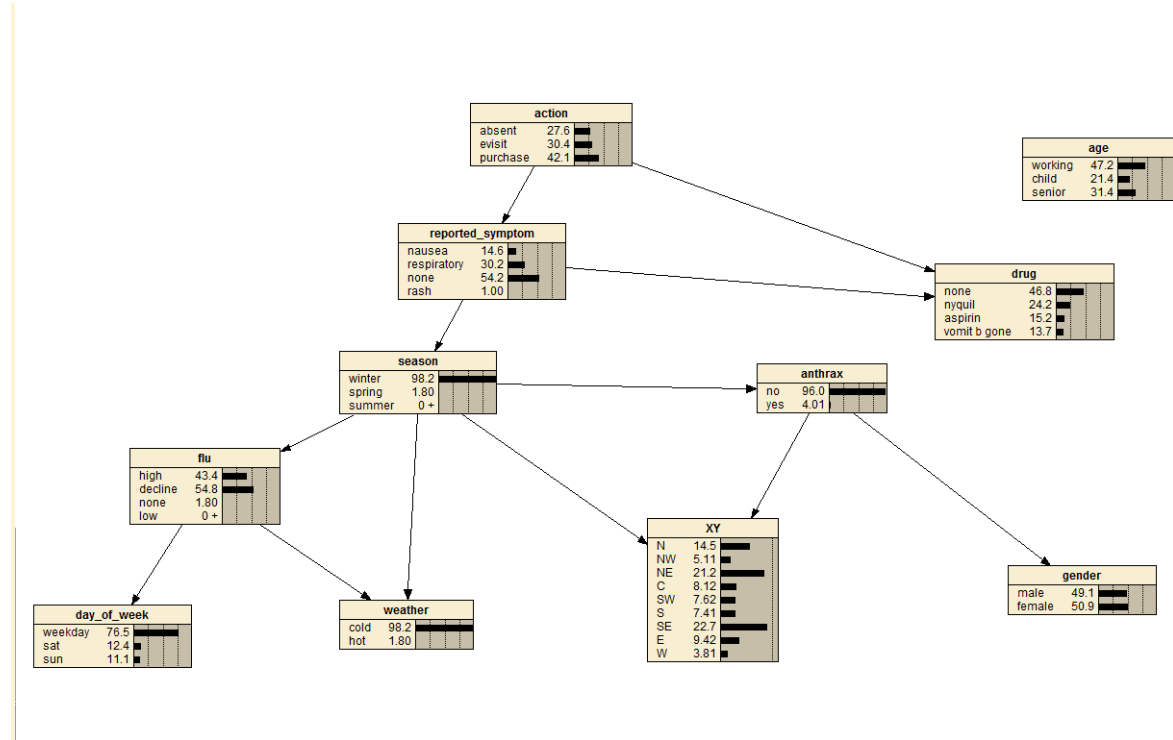 action
absent 27.6
evisit 30.4
purchase 42.1
age
working 47.2
child 21.4
senior 31.4
reported_symptom
nausea 14.6
respiratory 30.2
none 54.2
rash 1.00
drug
none 46.8
nyquil 24.2
aspirin 15.2
vomit b gone 13.7
season
winter 98.2
spring 1.80
summer 0 +
anthrax
no 96.0
yes 4.01
flu
high 43.4
decline 54.8
none 1.80
low 0 +
XY
N 14.5
NW 5.11
NE 21.2
C 8.12
SW 7.62
S 7.41
SE 22.7
E 9.42
W 3.81
gender
male 49.1
female 50.9
day_of_week
weekday 76.5
sat 12.4
sun 11.1
weather
cold 98.2
hot 1.80